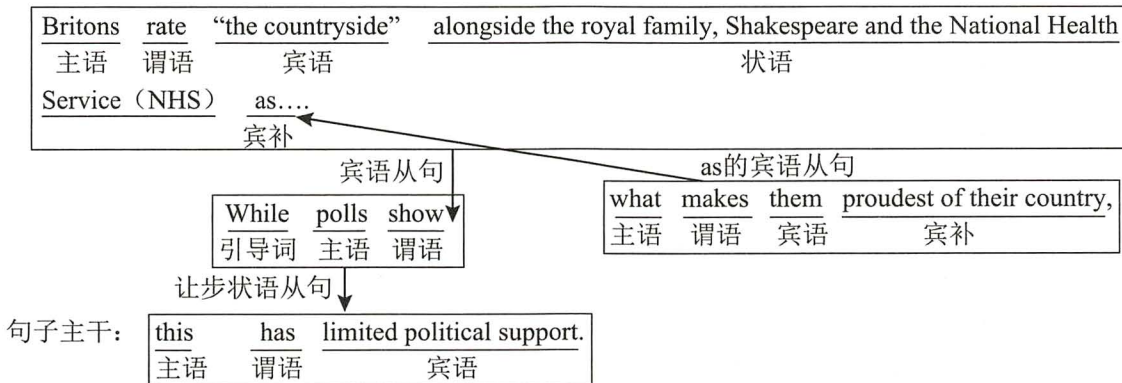 Britons rate “the countryside” alongside the royal family, Shakespeare and the National Health
主语 谓语 宾语 状语
Service（NHS） as….
宾补
宾语从句 as的宾语从句
While polls show what makes them proudest of their country,
引导词 主语 谓语 主语 谓语 宾语 宾补
让步状语从句
句子主干： this has limited political support.
主语 谓语 宾语